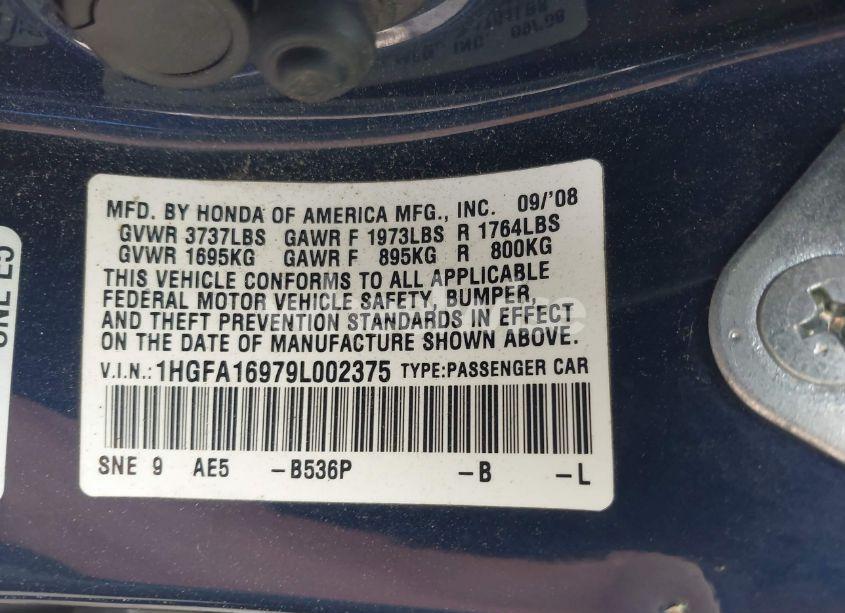 MFD. BY HONDA OF AMERICA MFG., INC. 09/'08
GVWR 3737LBS GAWR F 1973LBS R 1764LBS
GVWR 1695KG GAWR F 895KG R 800KG
THIS VEHICLE CONFORMS TO ALL APPLICABLE
FEDERAL MOTOR VEHICLE SAFETY, BUMPER,
AND THEFT PREVENTION STANDARDS IN EFFECT
ON THE DATE OF MANUFACTURE SHOWN ABOVE.
V.I.N.: 1HGFA16979L002375 TYPE:PASSENGER CAR
SNE 9 AE5 -B536P -B -L